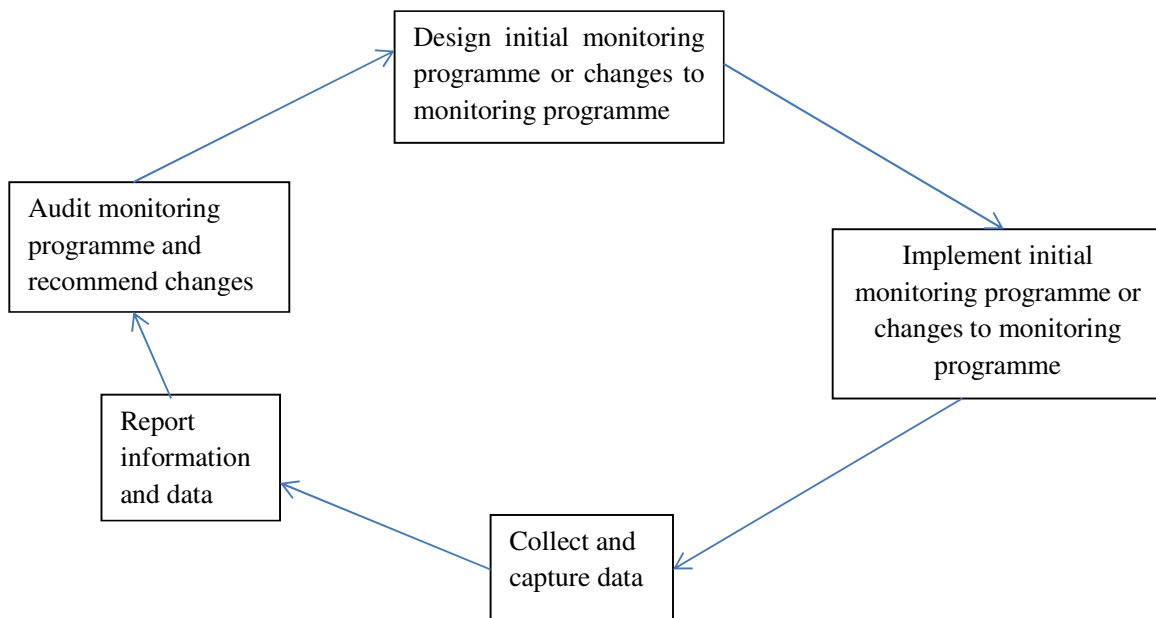 Design initial monitoring
programme or changes to
monitoring programme
Audit monitoring
programme and
recommend changes
Implement initial
monitoring programme or
changes to monitoring
programme
Report
information
and data
Collect and
capture data